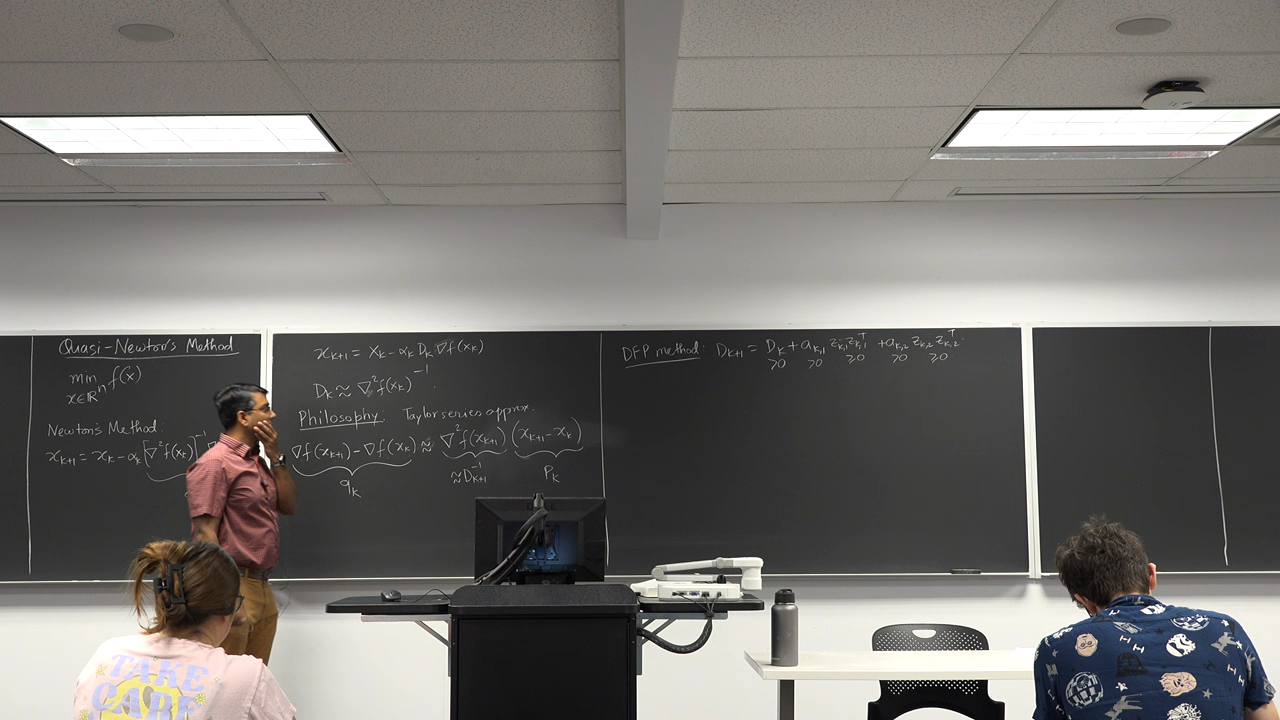 Quasi-Newton's Method
min f(x)
x∈ℝⁿ
Newton's Method:
x_{k+1} = x_k - α_k [∇²f(x_k)]^{-1} ∇
x_{k+1} = x_k - α_k D_k ∇f(x_k)
D_k ≈ ∇²f(x_k)^{-1}.
Philosophy: Taylor series approx.
∇f(x_{k+1}) - ∇f(x_k) ≈ ∇²f(x_{k+1}) (x_{k+1} - x_k)
q_k ≈ D_{k+1}^{-1} p_k
DFP method: D_{k+1} = D_k + a_{k,1} z_{k,1} z_{k,1}^T + a_{k,2} z_{k,2} z_{k,2}^T.
≥0 ≥0 ≥0 ≥0 ≥0
TAKE
CARE